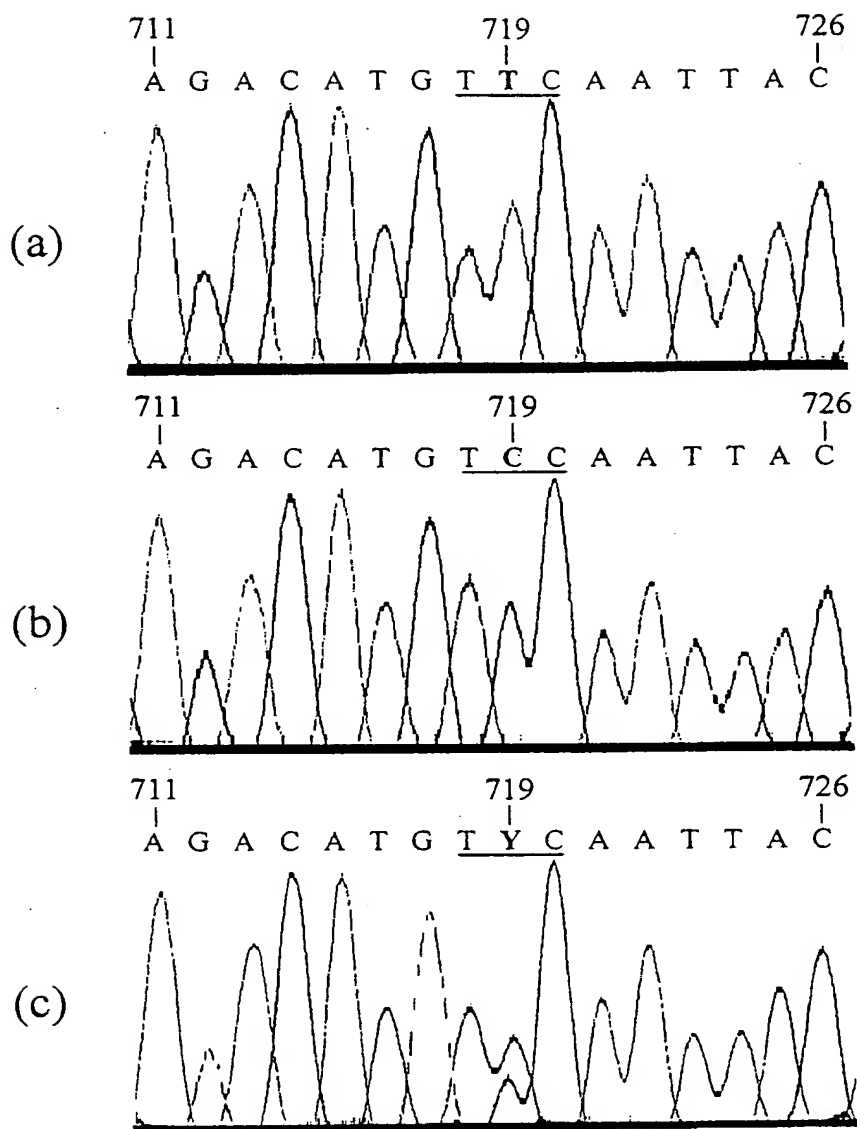 711 719 726
A G A C A T G T T C A A T T A C
(a)
711 719 726
A G A C A T G T C C A A T T A C
(b)
711 719 726
A G A C A T G T Y C A A T T A C
(c)